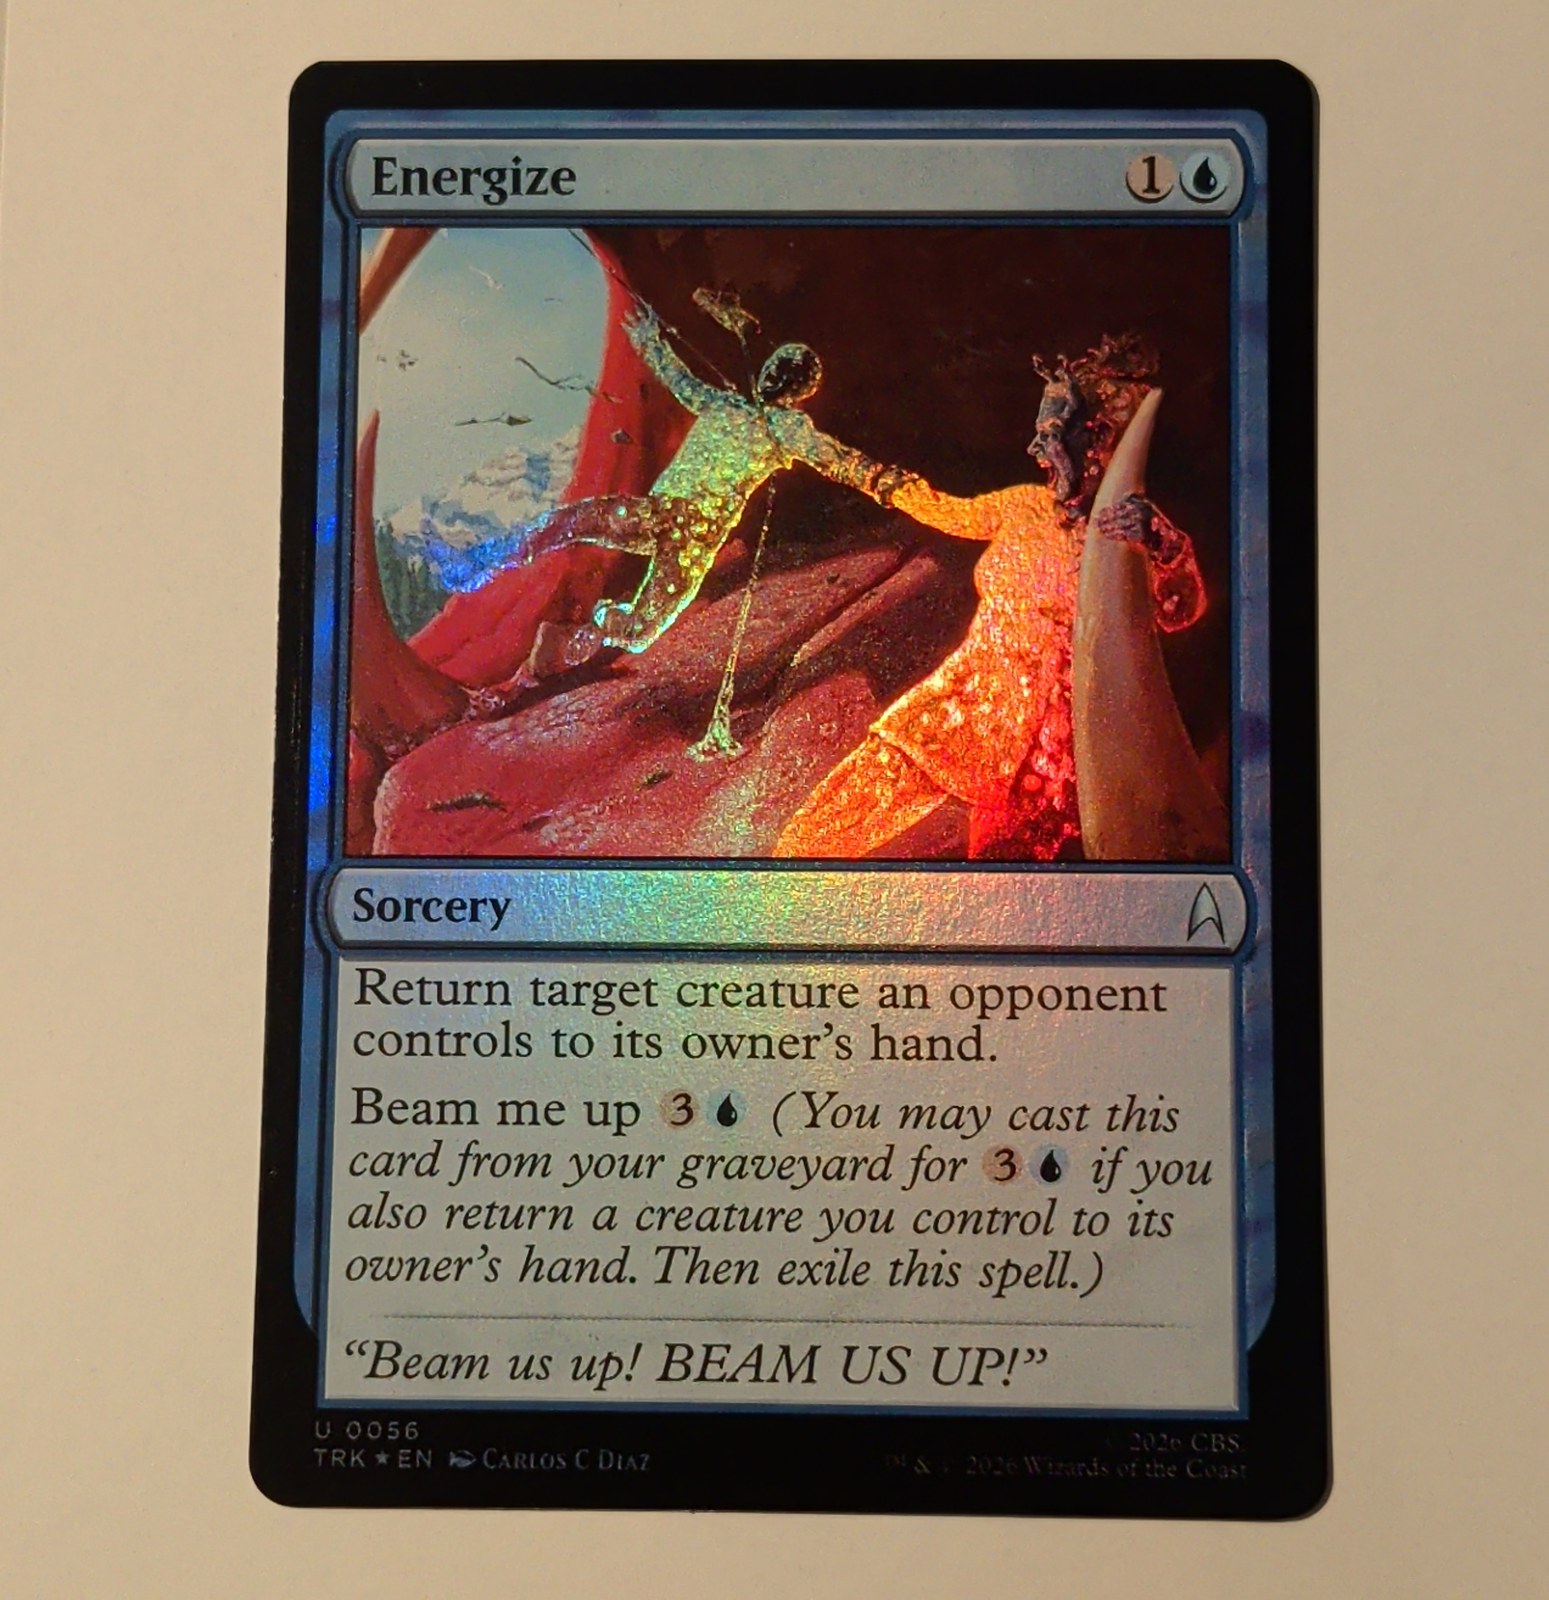 Energize 1
Sorcery
Return target creature an opponent
controls to its owner's hand.
Beam me up 3 (You may cast this
card from your graveyard for 3 if you
also return a creature you control to its
owner's hand. Then exile this spell.)
"Beam us up! BEAM US UP!"
U 0056
TRK ★ EN CARLOS C DIAZ
2026 CBS.
™ & 2026 Wizards of the Coast